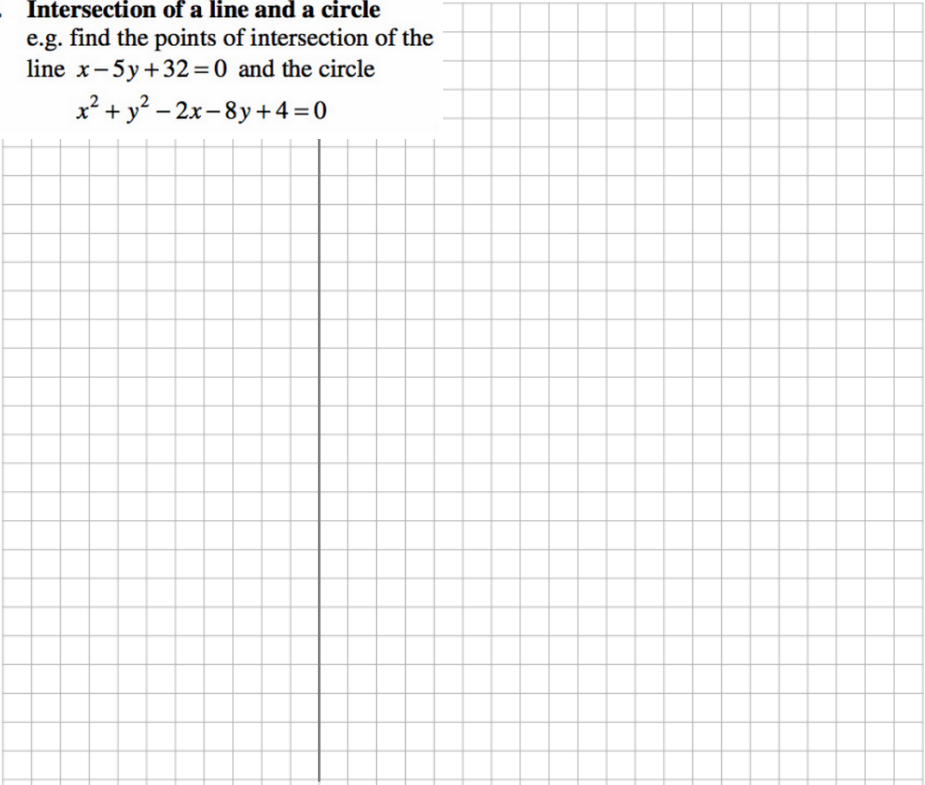 Intersection of a line and a circle
e.g. find the points of intersection of the
line x − 5y + 32 = 0 and the circle
x² + y² − 2x − 8y + 4 = 0